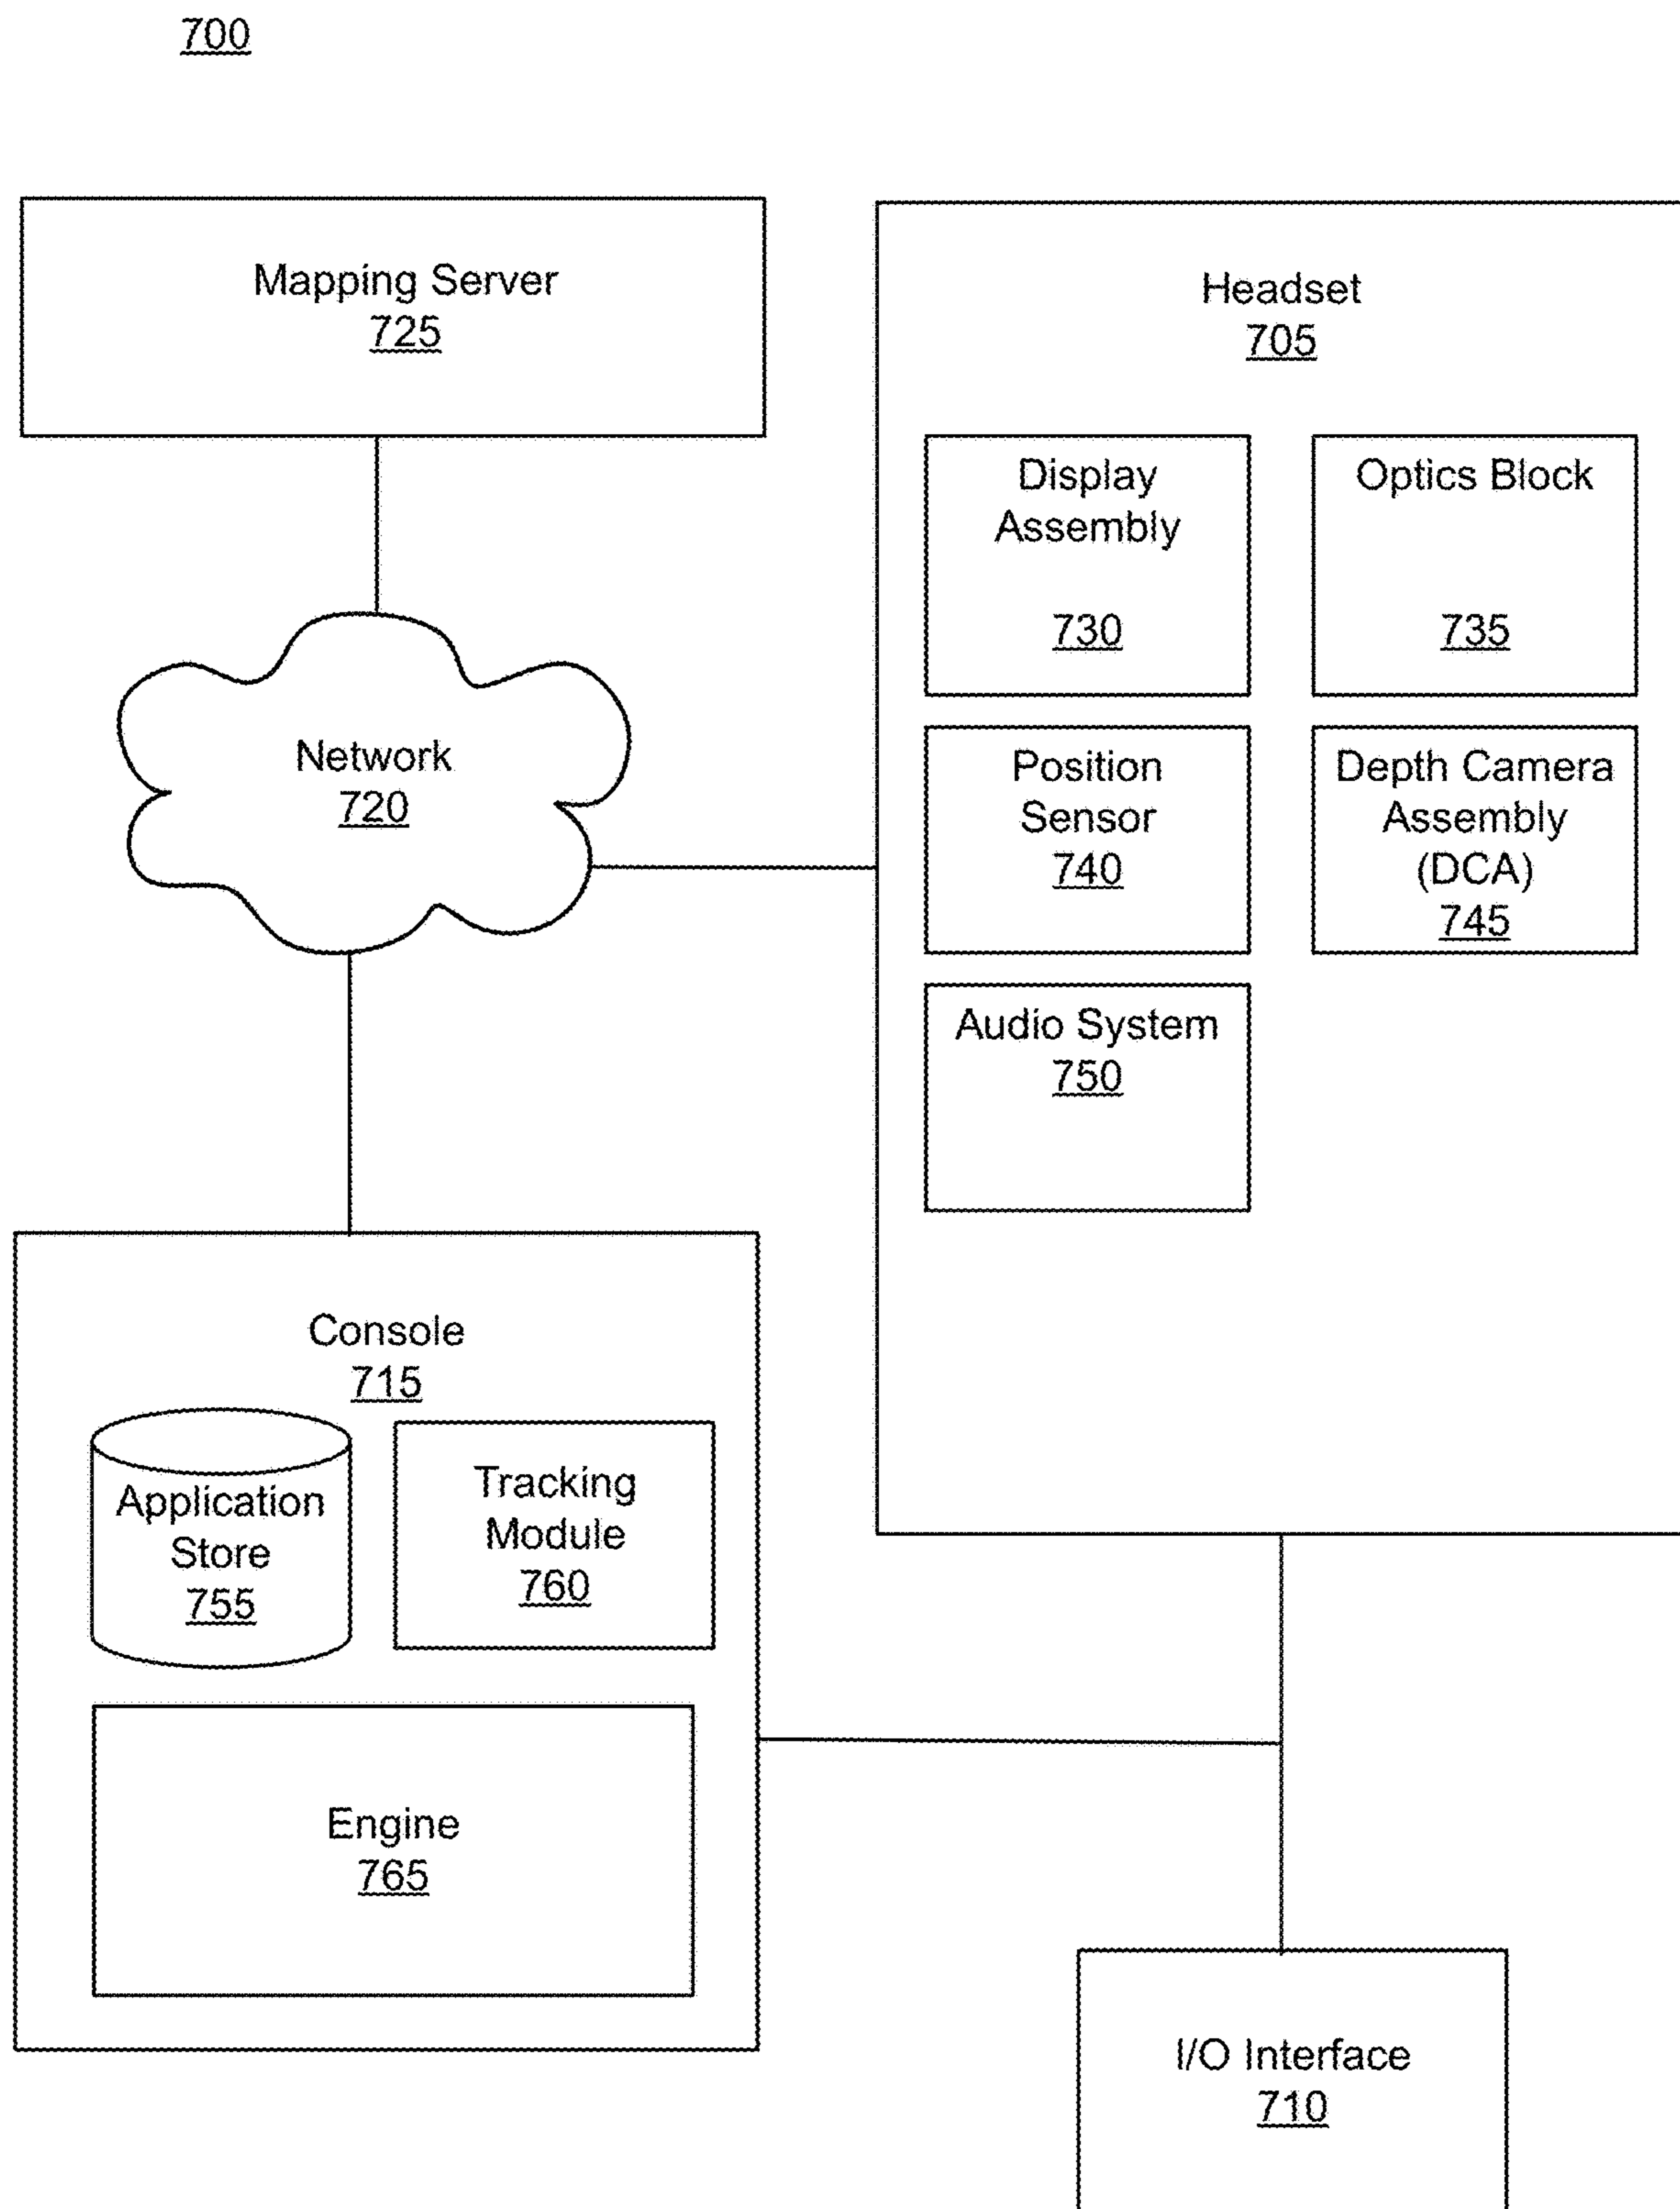 700
Mapping Server
725
Headset
705
Display
Assembly
730
Optics Block
735
Position
Sensor
740
Depth Camera
Assembly
(DCA)
745
Audio System
750
Network
720
Console
715
Application
Store
755
Tracking
Module
760
Engine
765
I/O Interface
710